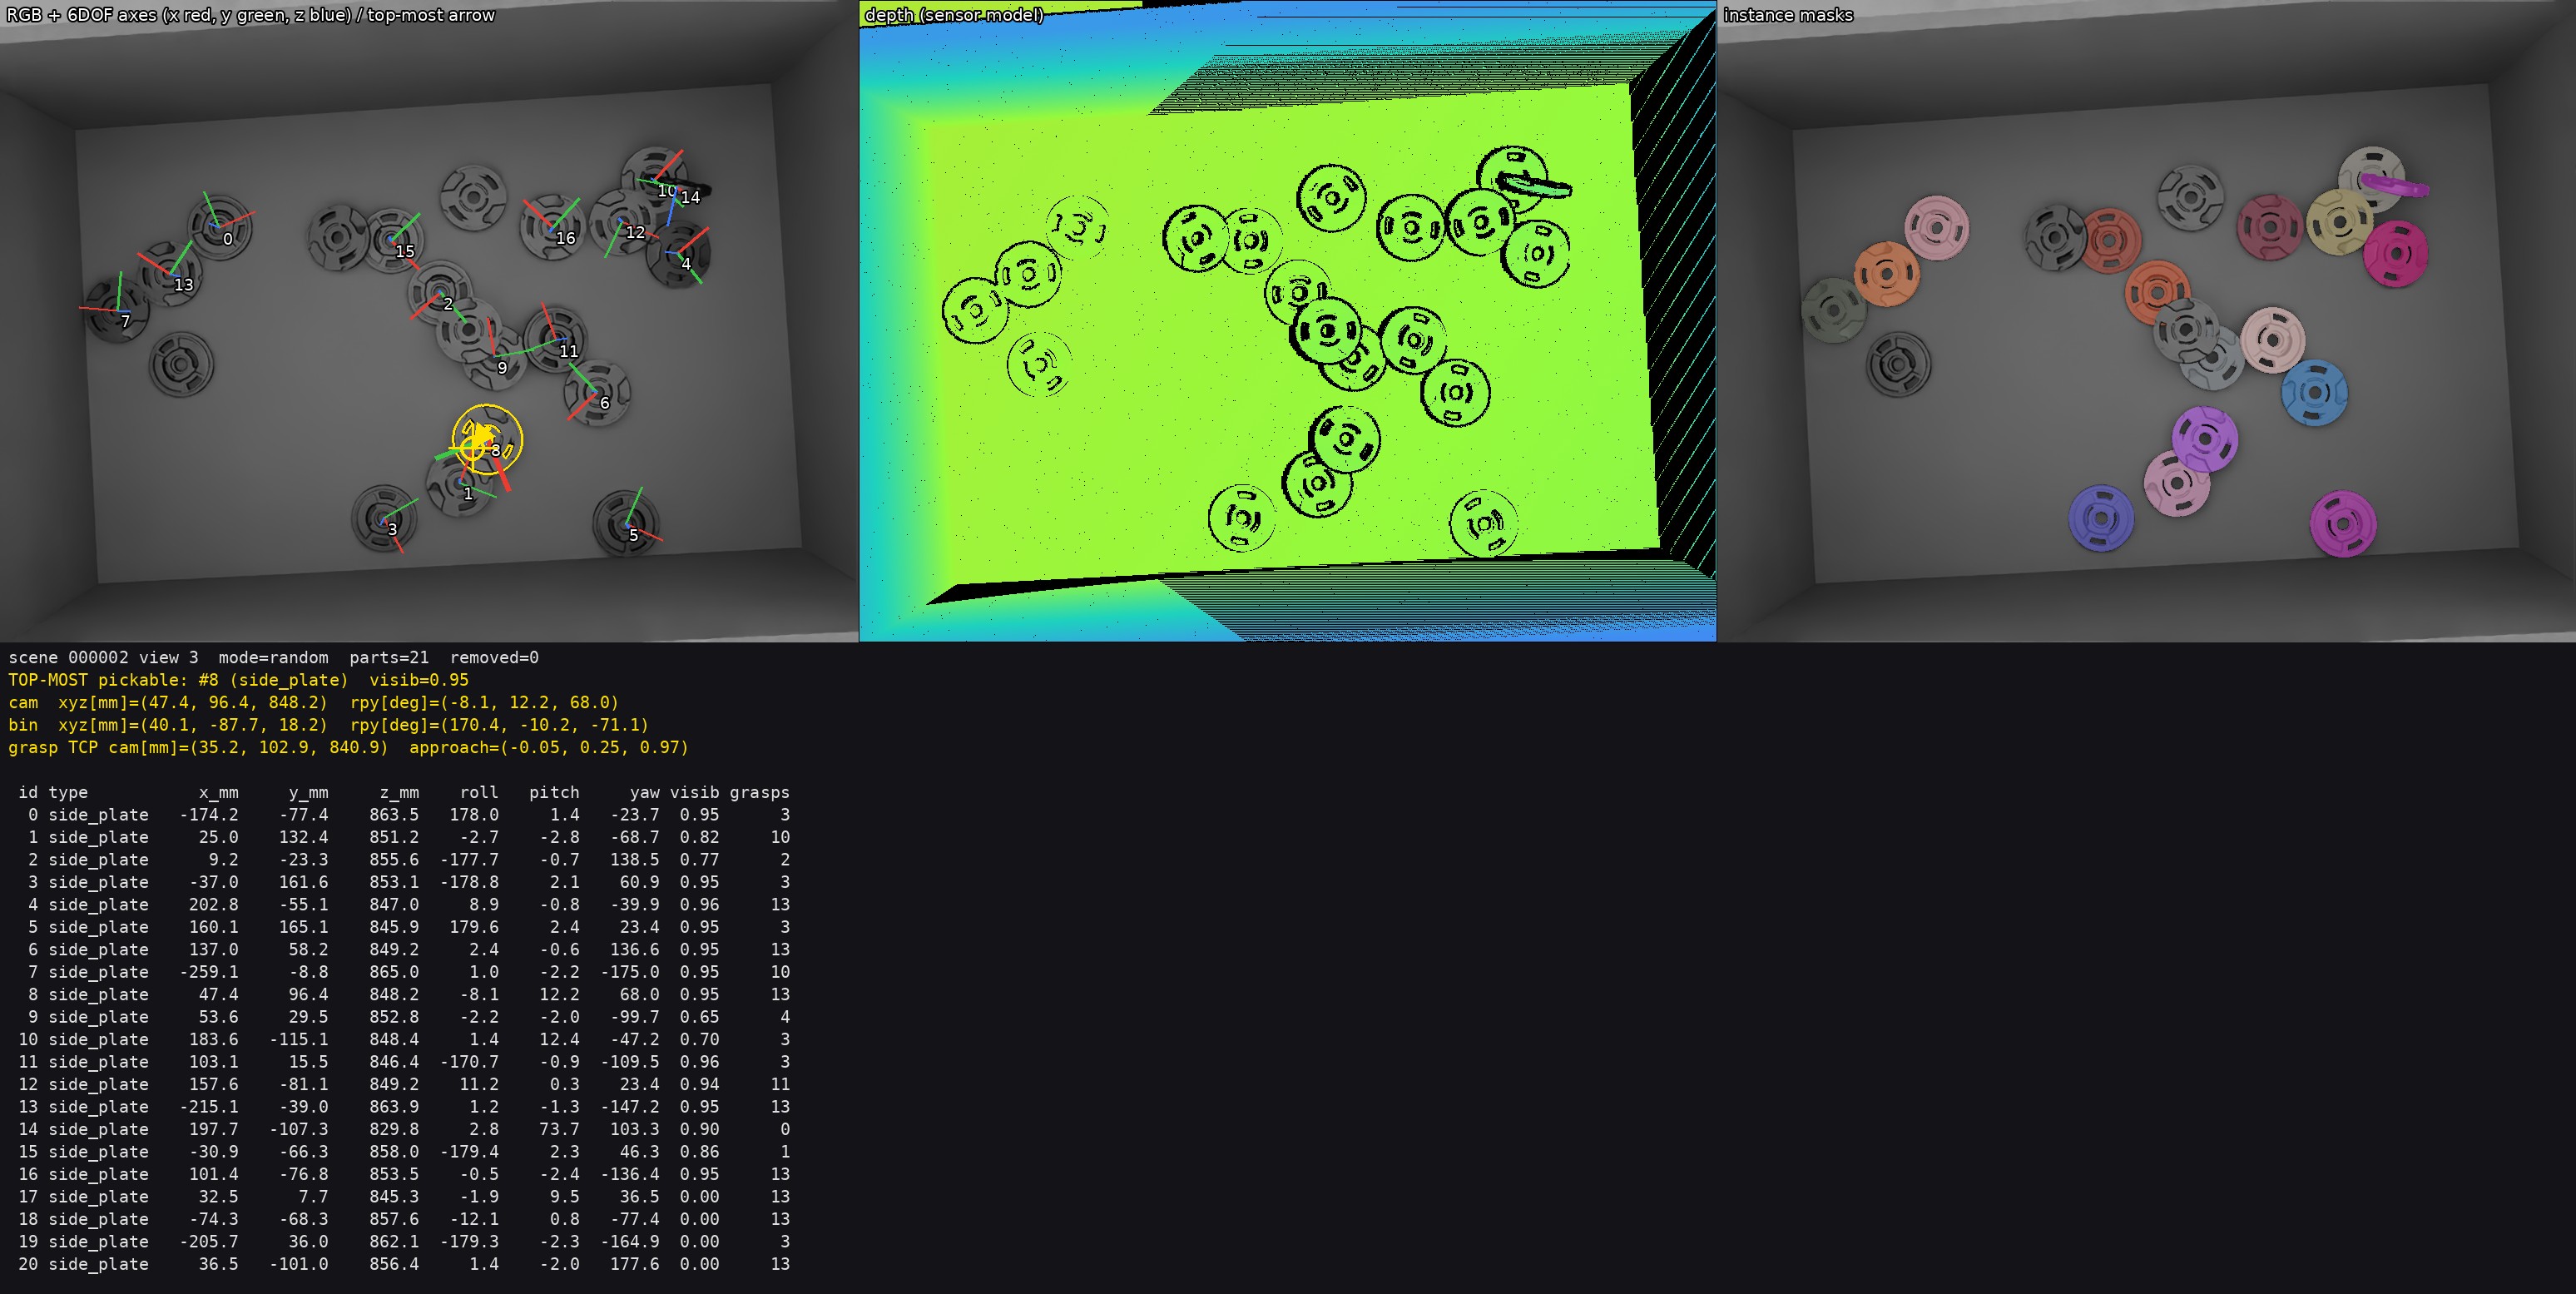 RGB + 6DOF axes (x red, y green, z blue) / top-most arrow
depth (sensor model)
instance masks
10
14
0
12
16
15
4
13
2
7
11
9
6
8
1
3
5
scene 000002 view 3  mode=random  parts=21  removed=0
TOP-MOST pickable: #8 (side_plate)  visib=0.95
cam  xyz[mm]=(47.4, 96.4, 848.2)  rpy[deg]=(-8.1, 12.2, 68.0)
bin  xyz[mm]=(40.1, -87.7, 18.2)  rpy[deg]=(170.4, -10.2, -71.1)
grasp TCP cam[mm]=(35.2, 102.9, 840.9)  approach=(-0.05, 0.25, 0.97)
id type x_mm y_mm z_mm roll pitch yaw visib grasps
0 side_plate -174.2 -77.4 863.5 178.0 1.4 -23.7 0.95 3
1 side_plate 25.0 132.4 851.2 -2.7 -2.8 -68.7 0.82 10
2 side_plate 9.2 -23.3 855.6 -177.7 -0.7 138.5 0.77 2
3 side_plate -37.0 161.6 853.1 -178.8 2.1 60.9 0.95 3
4 side_plate 202.8 -55.1 847.0 8.9 -0.8 -39.9 0.96 13
5 side_plate 160.1 165.1 845.9 179.6 2.4 23.4 0.95 3
6 side_plate 137.0 58.2 849.2 2.4 -0.6 136.6 0.95 13
7 side_plate -259.1 -8.8 865.0 1.0 -2.2 -175.0 0.95 10
8 side_plate 47.4 96.4 848.2 -8.1 12.2 68.0 0.95 13
9 side_plate 53.6 29.5 852.8 -2.2 -2.0 -99.7 0.65 4
10 side_plate 183.6 -115.1 848.4 1.4 12.4 -47.2 0.70 3
11 side_plate 103.1 15.5 846.4 -170.7 -0.9 -109.5 0.96 3
12 side_plate 157.6 -81.1 849.2 11.2 0.3 23.4 0.94 11
13 side_plate -215.1 -39.0 863.9 1.2 -1.3 -147.2 0.95 13
14 side_plate 197.7 -107.3 829.8 2.8 73.7 103.3 0.90 0
15 side_plate -30.9 -66.3 858.0 -179.4 2.3 46.3 0.86 1
16 side_plate 101.4 -76.8 853.5 -0.5 -2.4 -136.4 0.95 13
17 side_plate 32.5 7.7 845.3 -1.9 9.5 36.5 0.00 13
18 side_plate -74.3 -68.3 857.6 -12.1 0.8 -77.4 0.00 13
19 side_plate -205.7 36.0 862.1 -179.3 -2.3 -164.9 0.00 3
20 side_plate 36.5 -101.0 856.4 1.4 -2.0 177.6 0.00 13